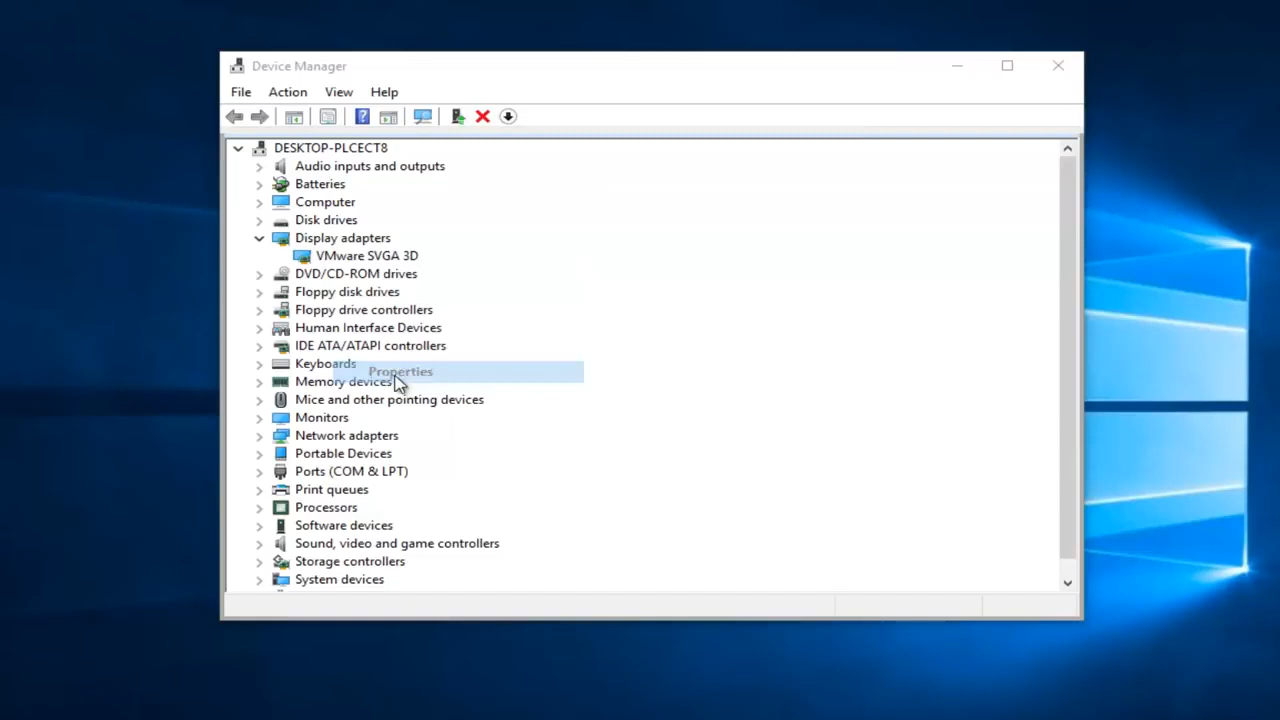 Device Manager
File Action View Help
DESKTOP-PLCECT8
Audio inputs and outputs
Batteries
Computer
Disk drives
Display adapters
VMware SVGA 3D
DVD/CD-ROM drives
Floppy disk drives
Floppy drive controllers
Human Interface Devices
IDE ATA/ATAPI controllers
Keyboards
Properties
Memory devices
Mice and other pointing devices
Monitors
Network adapters
Portable Devices
Ports (COM & LPT)
Print queues
Processors
Software devices
Sound, video and game controllers
Storage controllers
System devices